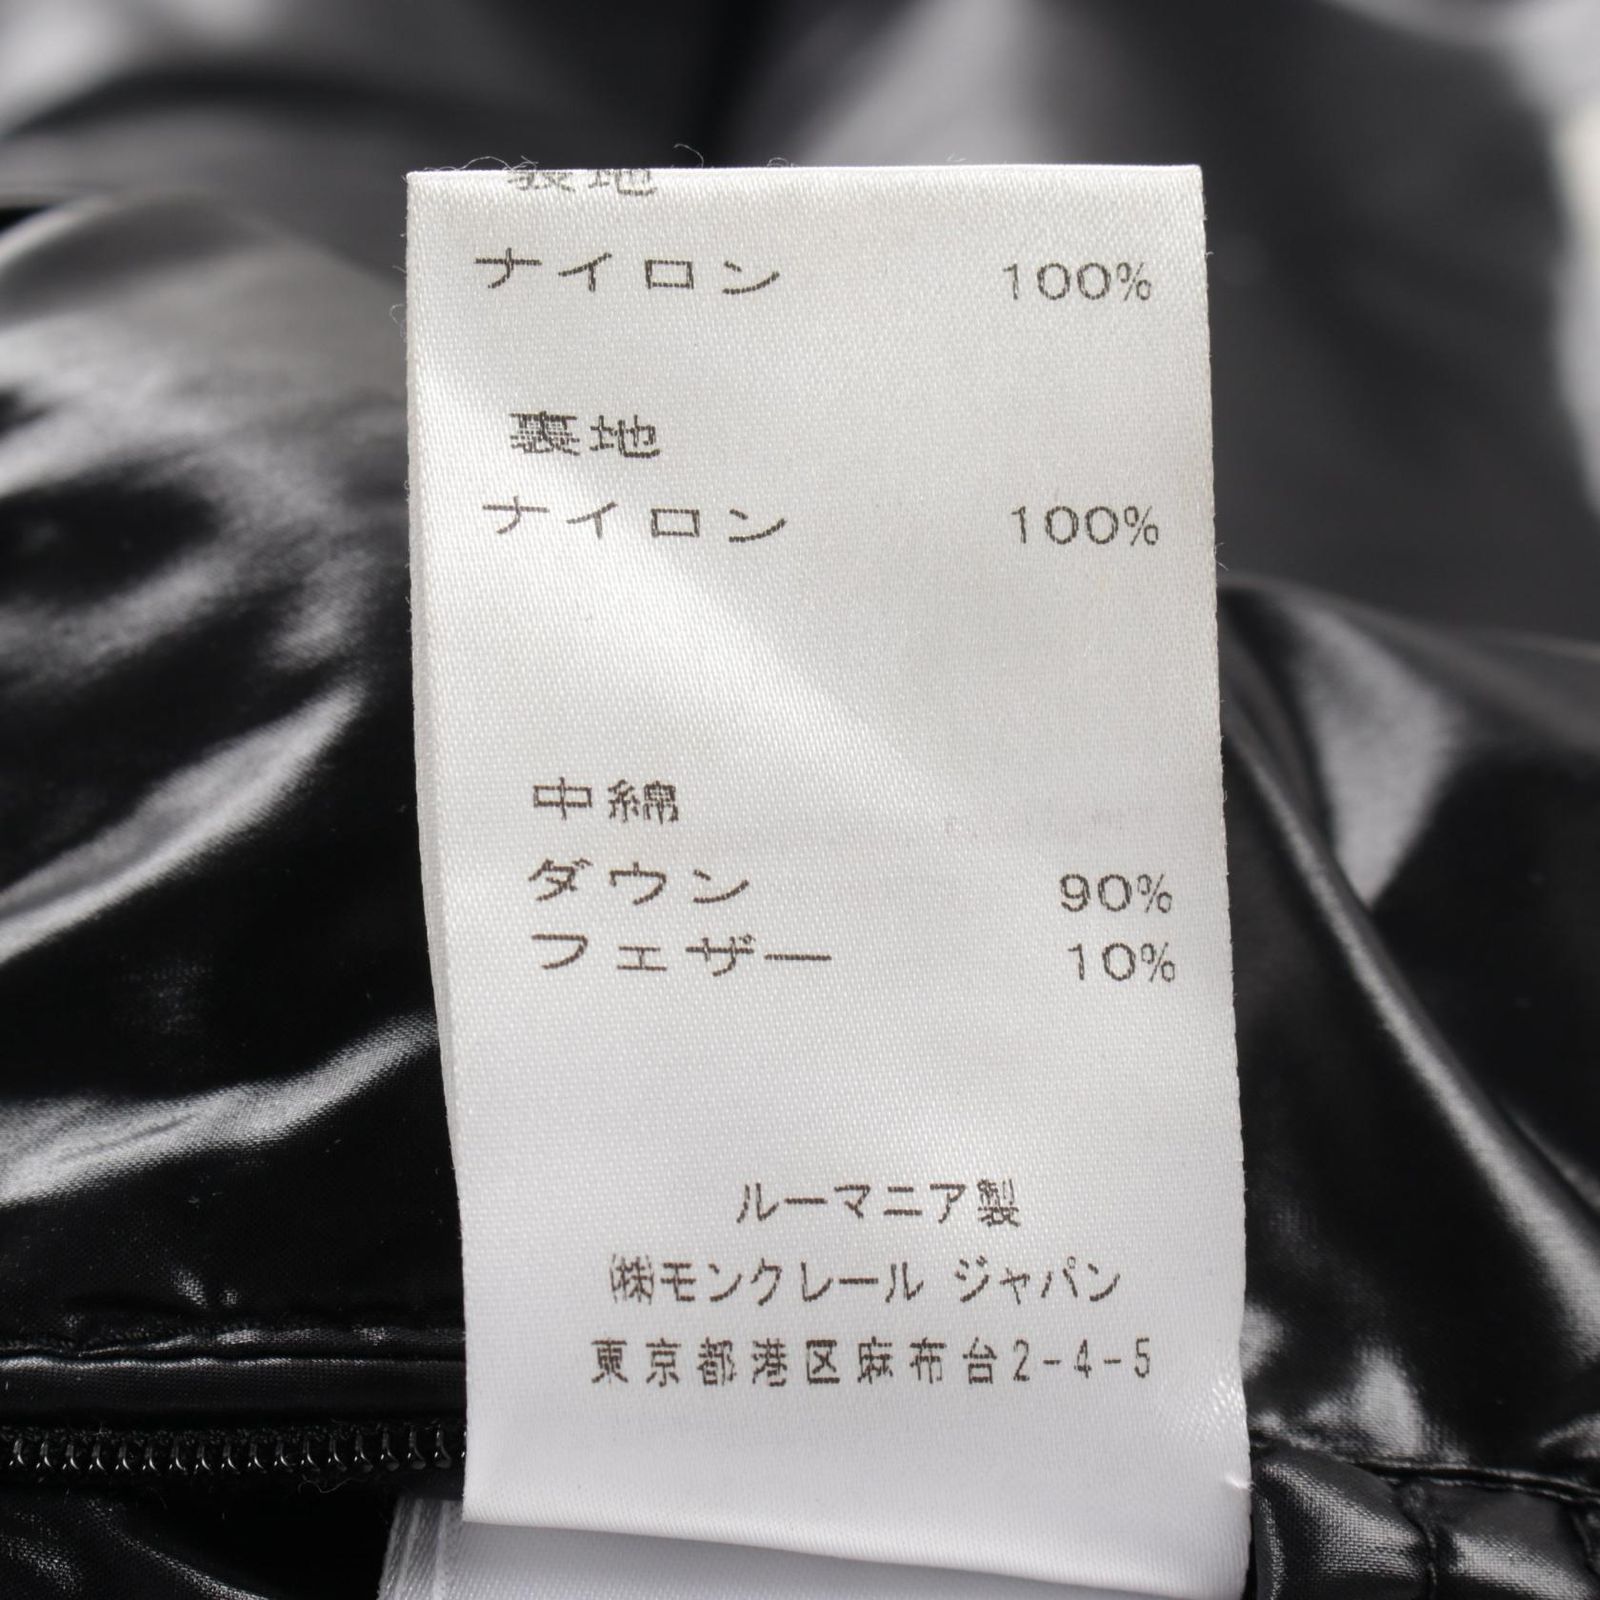 裏地
ナイロン 100%
裏地
ナイロン 100%
中綿
ダウン 90%
フェザー 10%
ルーマニア製
㈱モンクレール ジャパン
東京都港区麻布台2-4-5